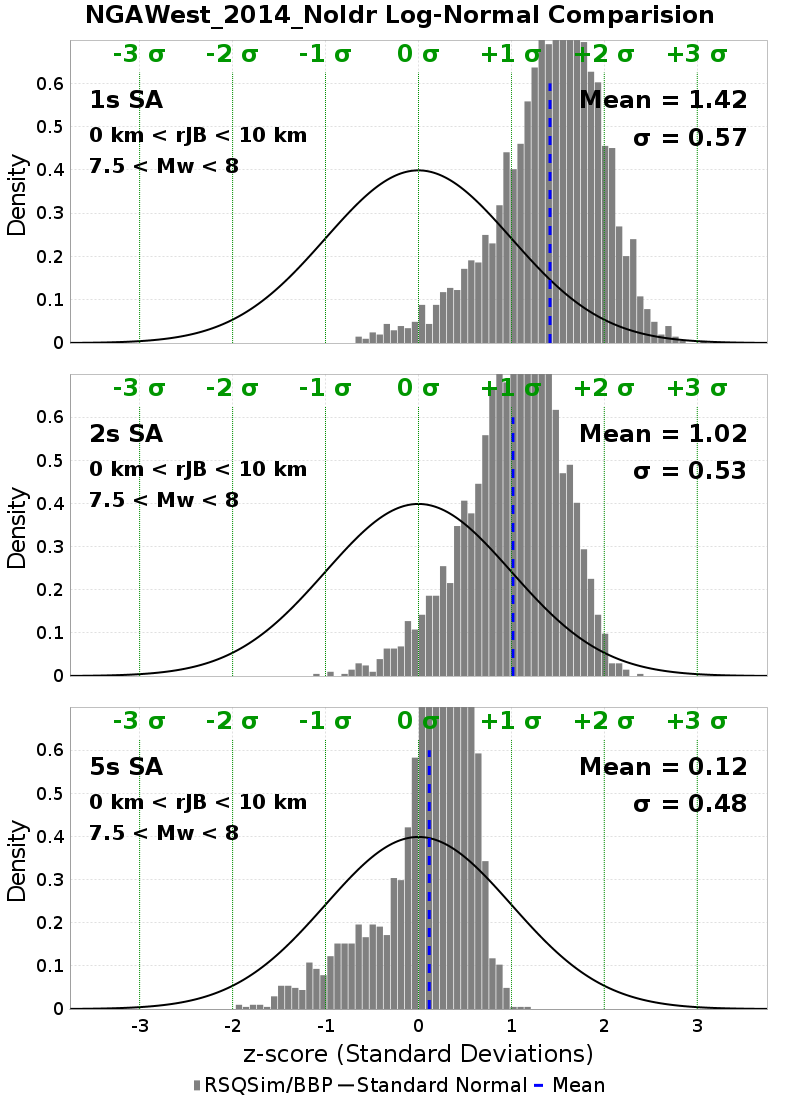 NGAWest_2014_NoIdr Log-Normal Comparision
-3 σ -2 σ -1 σ 0 σ +1 σ +2 σ +3 σ
1s SA
Mean = 1.42
0 km < rJB < 10 km
σ = 0.57
7.5 < Mw < 8
Density
0.6
0.5
0.4
0.3
0.2
0.1
0
-3 σ -2 σ -1 σ 0 σ +1 σ +2 σ +3 σ
2s SA
Mean = 1.02
0 km < rJB < 10 km
σ = 0.53
7.5 < Mw < 8
Density
0.6
0.5
0.4
0.3
0.2
0.1
0
-3 σ -2 σ -1 σ 0 σ +1 σ +2 σ +3 σ
5s SA
Mean = 0.12
0 km < rJB < 10 km
σ = 0.48
7.5 < Mw < 8
Density
0.6
0.5
0.4
0.3
0.2
0.1
0
-3 -2 -1 0 1 2 3
z-score (Standard Deviations)
RSQSim/BBP Standard Normal Mean